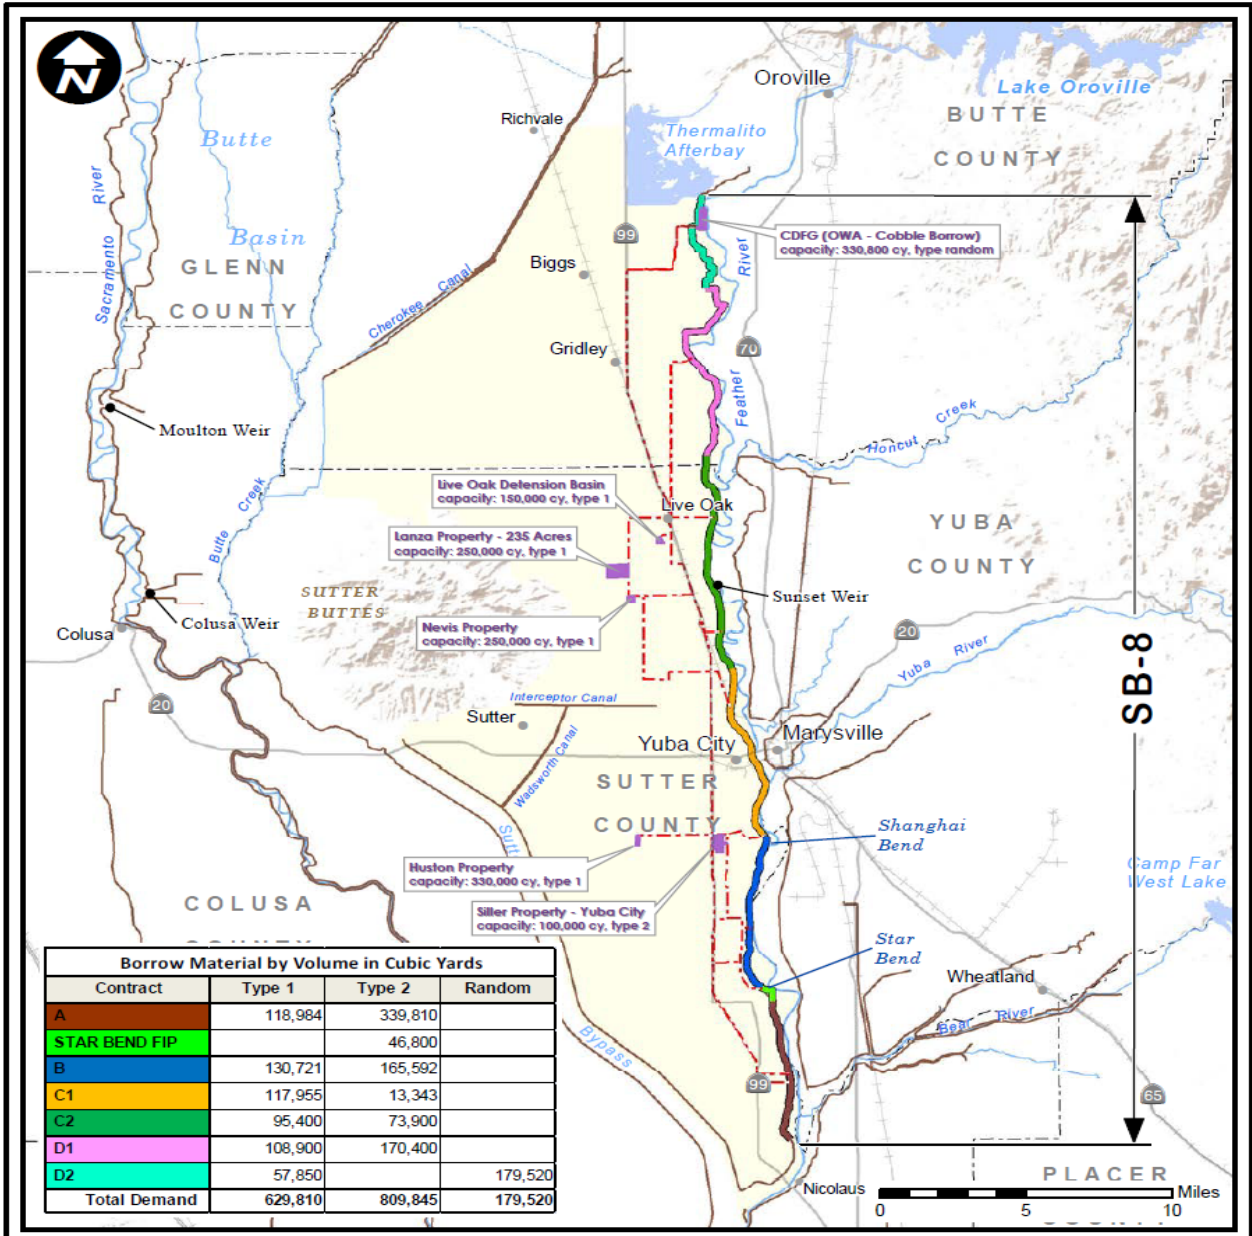 N
Oroville
Lake Oroville
BUTTE
COUNTY
Richvale
Thermalito
Afterbay
Butte
Basin
Sacramento
River
GLENN
COUNTY
99
CDFG (OWA - Cobble Borrow)
capacity: 330,800 cy, type random
River
Biggs
Cherokee Canal
Gridley
70
Feather
Moulton Weir
Honcut Creek
Live Oak Detension Basin
capacity: 150,000 cy, type 1
Live Oak
Butte Creek
YUBA
COUNTY
Lanza Property - 235 Acres
capacity: 250,000 cy, type 1
SUTTER
BUTTES
Sunset Weir
Colusa Weir
Colusa
Nevis Property
capacity: 250,000 cy, type 1
20
Yuba River
SB-8
20
Interceptor Canal
Sutter
Wadsworth Canal
Yuba City
Marysville
SUTTER
COUNTY
Shanghai
Bend
Sutt
Camp Far
West Lake
Huston Property
capacity: 330,000 cy, type 1
COLUSA
COUNTY
Siller Property - Yuba City
capacity: 100,000 cy, type 2
Star
Bend
Wheatland
Bear River
Bypass
99
65
Borrow Material by Volume in Cubic Yards
Contract Type 1 Type 2 Random
A 118,984 339,810
STAR BEND FIP 46,800
B 130,721 165,592
C1 117,955 13,343
C2 95,400 73,900
D1 108,900 170,400
D2 57,850 179,520
Total Demand 629,810 809,845 179,520
PLACER
COUNTY
Nicolaus
Miles
0 5 10